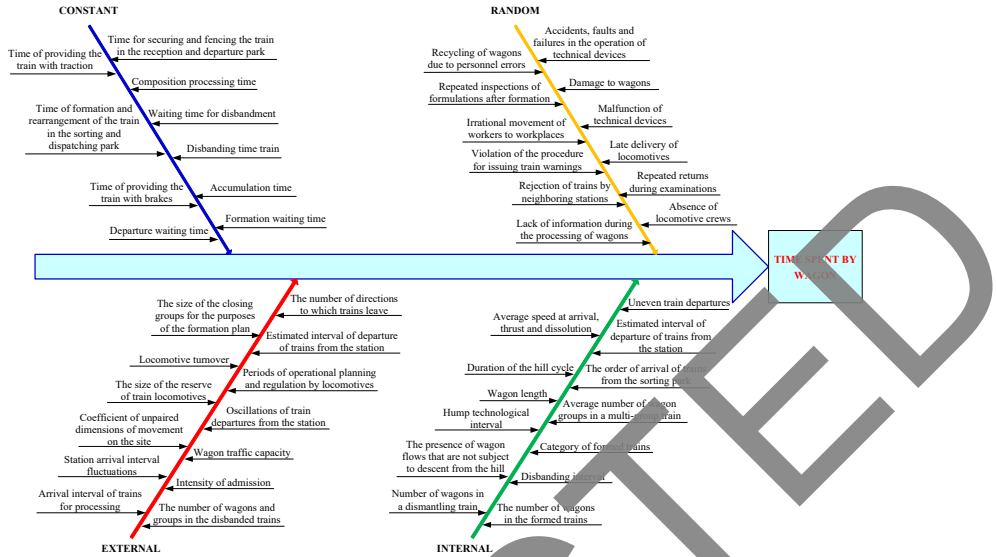 CONSTANT
Time of providing the
train with traction
Time for securing and fencing the train
in the reception and departure park
Composition processing time
Time of formation and
rearrangement of the train
in the sorting and
dispatching park
Waiting time for disbandment
Disbanding time train
Time of providing the
train with brakes
Accumulation time
Formation waiting time
Departure waiting time
RANDOM
Accidents, faults and
failures in the operation of
technical devices
Recycling of wagons
due to personnel errors
Damage to wagons
Repeated inspections of
formulations after formation
Malfunction of
technical devices
Irrational movement of
workers to workplaces
Late delivery of
locomotives
Violation of the procedure
for issuing train warnings
Repeated returns
during examinations
Rejection of trains by
neighboring stations
Absence of
locomotive crews
Lack of information during
the processing of wagons
TIME SPENT BY
WAGON
The size of the closing
groups for the purposes
of the formation plan
The number of directions
to which trains leave
Estimated interval of departure
of trains from the station
Locomotive turnover
Periods of operational planning
and regulation by locomotives
The size of the reserve
of train locomotives
Oscillations of train
departures from the station
Coefficient of unpaired
dimensions of movement
on the site
Wagon traffic capacity
Station arrival interval
fluctuations
Intensity of admission
Arrival interval of trains
for processing
The number of wagons and
groups in the disbanded trains
EXTERNAL
Uneven train departures
Average speed at arrival,
thrust and dissolution
Estimated interval of
departure of trains from
the station
Duration of the hill cycle
The order of arrival of trains
from the sorting park
Wagon length
Average number of wagon
groups in a multi-group train
Hump technological
interval
Category of formed trains
The presence of wagon
flows that are not subject
to descent from the hill
Disbanding interval
Number of wagons in
a dismantling train
The number of wagons
in the formed trains
INTERNAL
TED